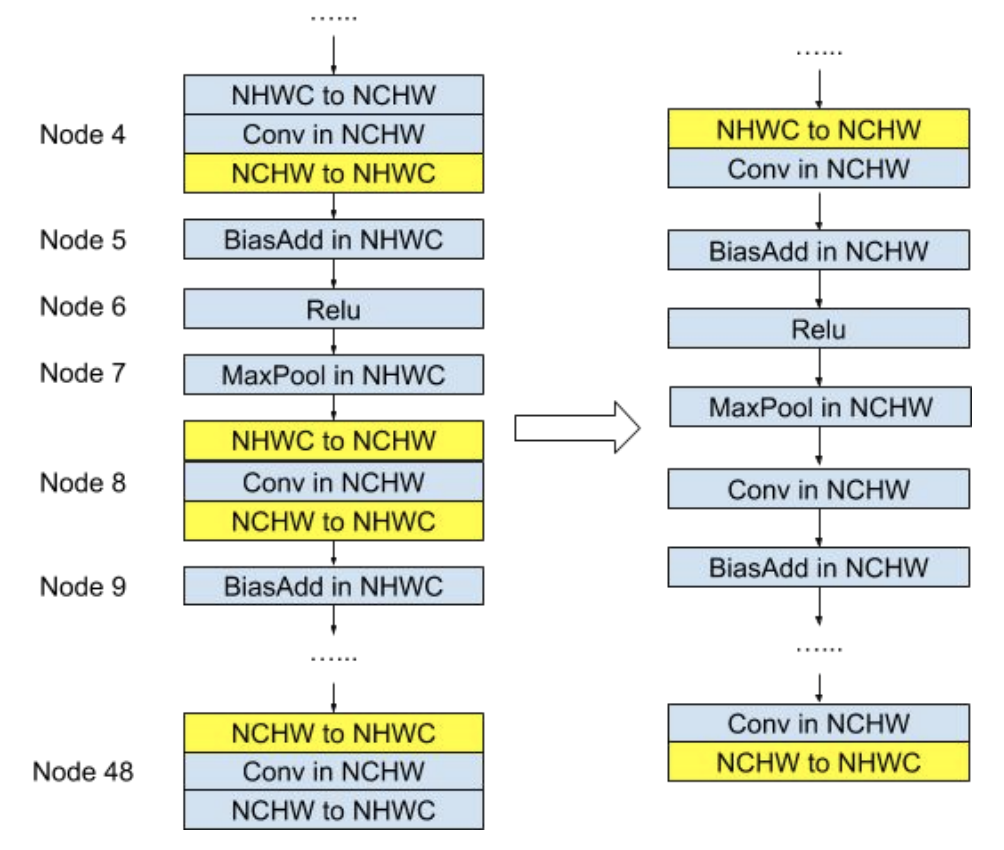 …...
Node 4
NHWC to NCHW
Conv in NCHW
NCHW to NHWC
Node 5
BiasAdd in NHWC
Node 6
Relu
Node 7
MaxPool in NHWC
Node 8
NHWC to NCHW
Conv in NCHW
NCHW to NHWC
Node 9
BiasAdd in NHWC
…...
Node 48
NCHW to NHWC
Conv in NCHW
NCHW to NHWC
…...
NHWC to NCHW
Conv in NCHW
BiasAdd in NCHW
Relu
MaxPool in NCHW
Conv in NCHW
BiasAdd in NCHW
…...
Conv in NCHW
NCHW to NHWC